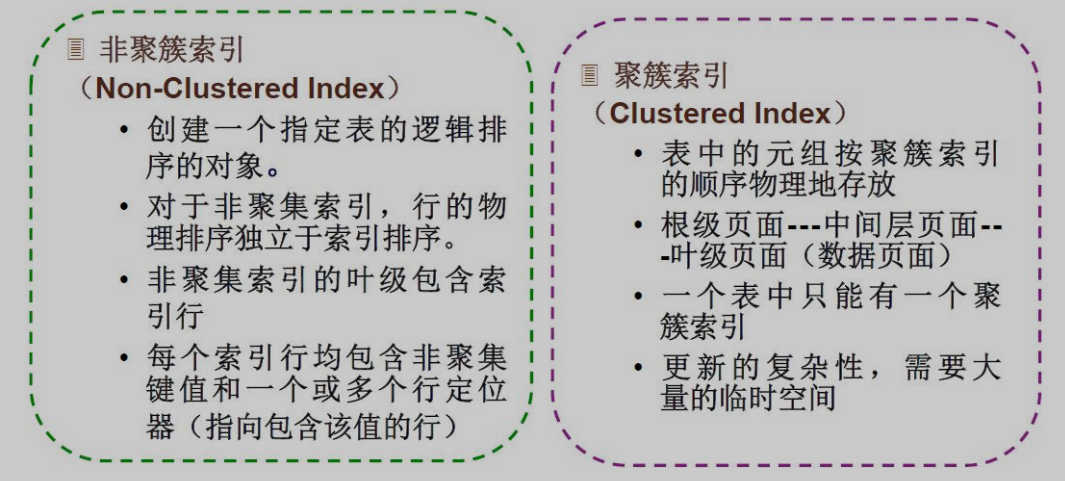 非聚簇索引
（Non-Clustered Index）
• 创建一个指定表的逻辑排
序的对象。
• 对于非聚集索引，行的物
理排序独立于索引排序。
• 非聚集索引的叶级包含索
引行
• 每个索引行均包含非聚集
键值和一个或多个行定位
器（指向包含该值的行）
聚簇索引
（Clustered Index）
• 表中的元组按聚簇索引
的顺序物理地存放
• 根级页面---中间层页面--
-叶级页面（数据页面）
• 一个表中只能有一个聚
簇索引
• 更新的复杂性，需要大
量的临时空间